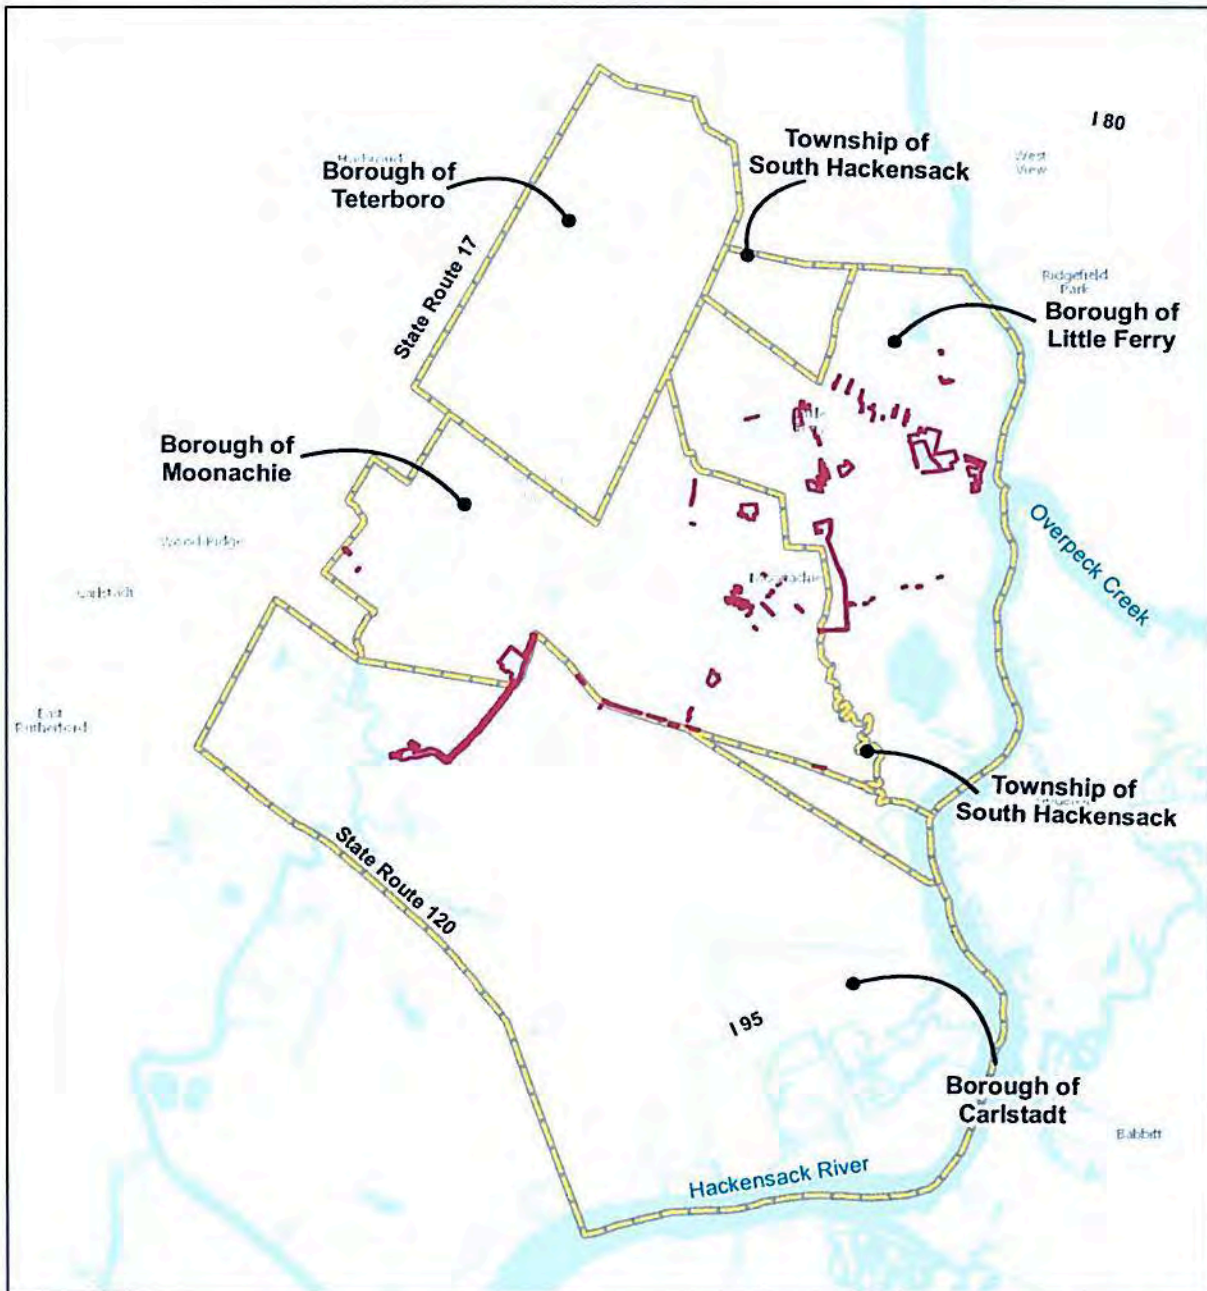 I 80
Township of
South Hackensack
West
View
Borough of
Teterboro
State Route 17
Ridgefield
Park
Borough of
Little Ferry
Borough of
Moonachie
Overpeck Creek
Wood-Ridge
Carlstadt
East
Rutherford
Township of
South Hackensack
State Route 120
I 95
Borough of
Carlstadt
Babbitt
Hackensack River